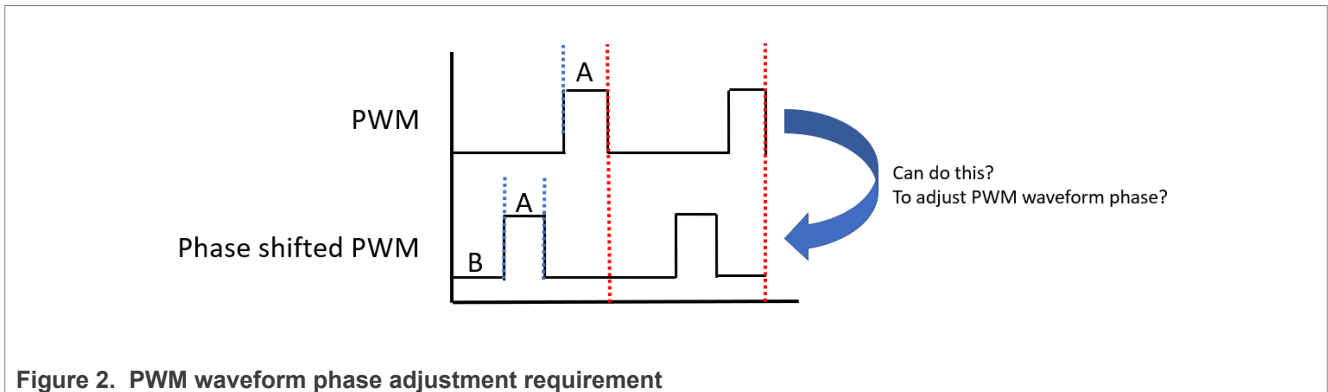 A
PWM
Can do this?
To adjust PWM waveform phase?
A
Phase shifted PWM
B
Figure 2. PWM waveform phase adjustment requirement